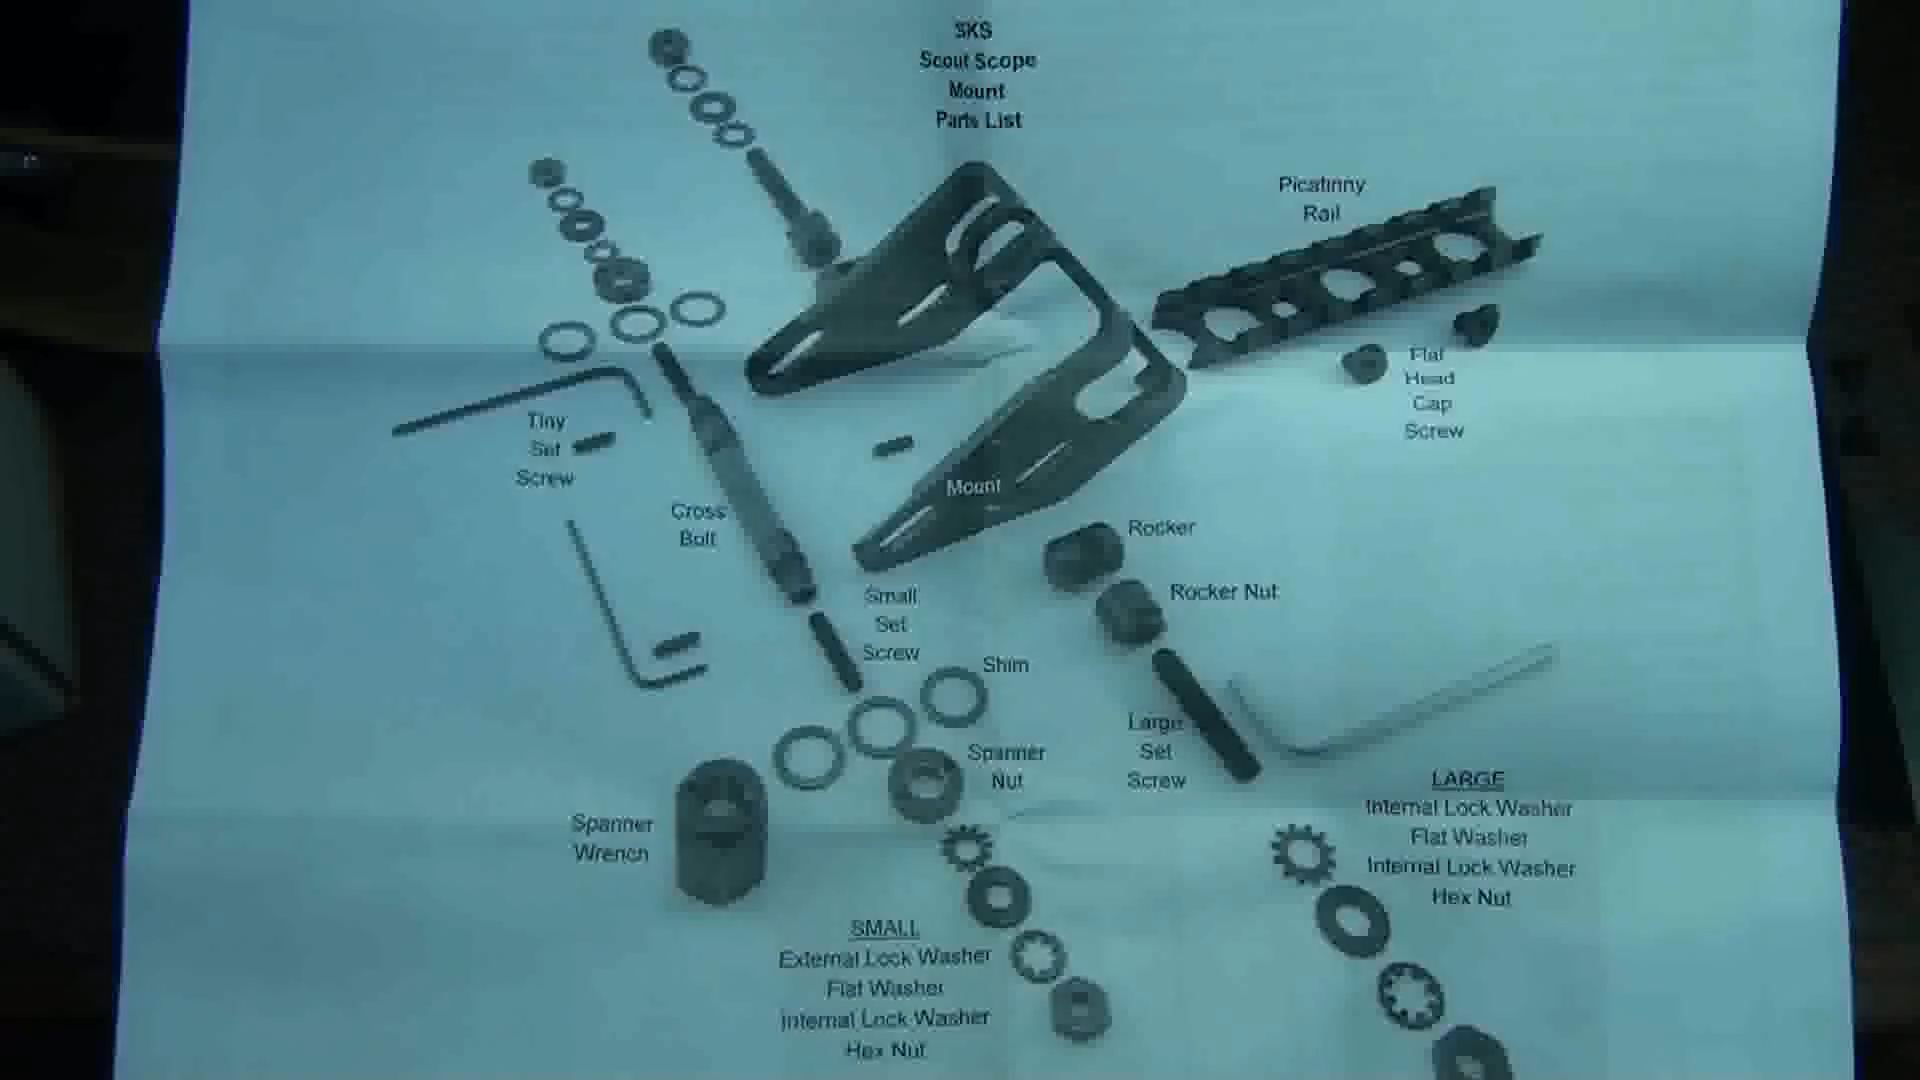 SKS
Scout Scope
Mount
Parts List
Picatinny
Rail
Flat
Head
Cap
Screw
Tiny
Set
Screw
Mount
Cross
Bolt
Rocker
Rocker Nut
Small
Set
Screw
Shim
Large
Set
Screw
Spanner
Nut
Spanner
Wrench
LARGE
Internal Lock Washer
Flat Washer
Internal Lock Washer
Hex Nut
SMALL
External Lock Washer
Flat Washer
Internal Lock Washer
Hex Nut